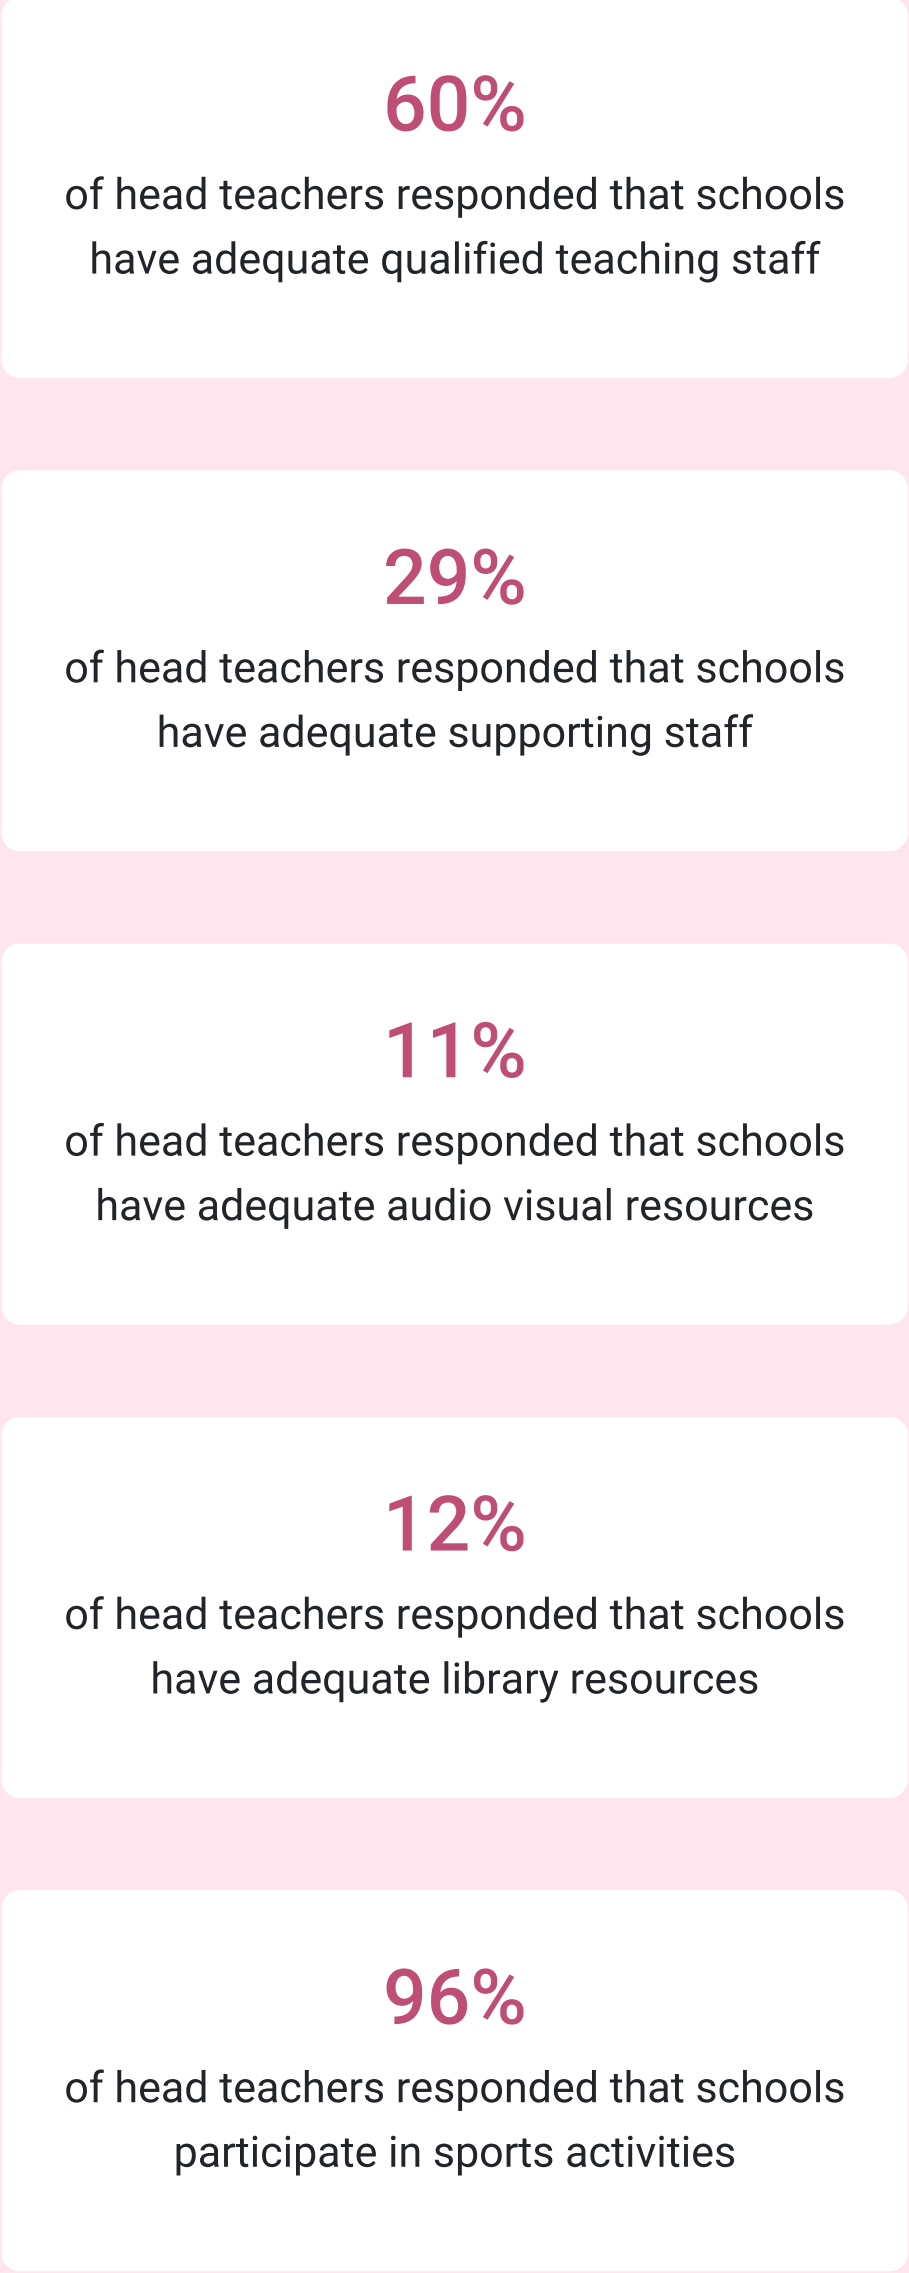 60%
of head teachers responded that schools
have adequate qualified teaching staff
29%
of head teachers responded that schools
have adequate supporting staff
11%
of head teachers responded that schools
have adequate audio visual resources
12%
of head teachers responded that schools
have adequate library resources
96%
of head teachers responded that schools
participate in sports activities